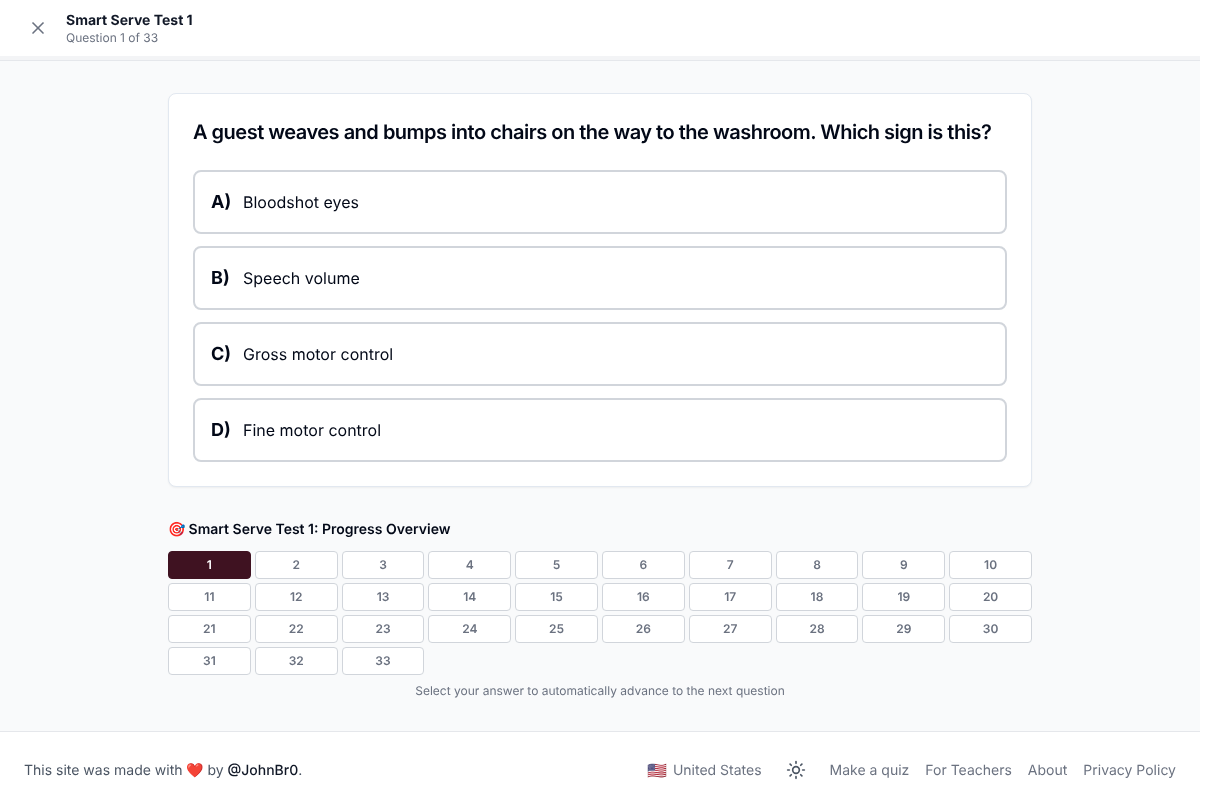 Smart Serve Test 1
Question 1 of 33
A guest weaves and bumps into chairs on the way to the washroom. Which sign is this?
A) Bloodshot eyes
B) Speech volume
C) Gross motor control
D) Fine motor control
🎯 Smart Serve Test 1: Progress Overview
1 2 3 4 5 6 7 8 9 10
11 12 13 14 15 16 17 18 19 20
21 22 23 24 25 26 27 28 29 30
31 32 33
Select your answer to automatically advance to the next question
This site was made with ❤️ by @JohnBr0. 🇺🇸 United States Make a quiz For Teachers About Privacy Policy